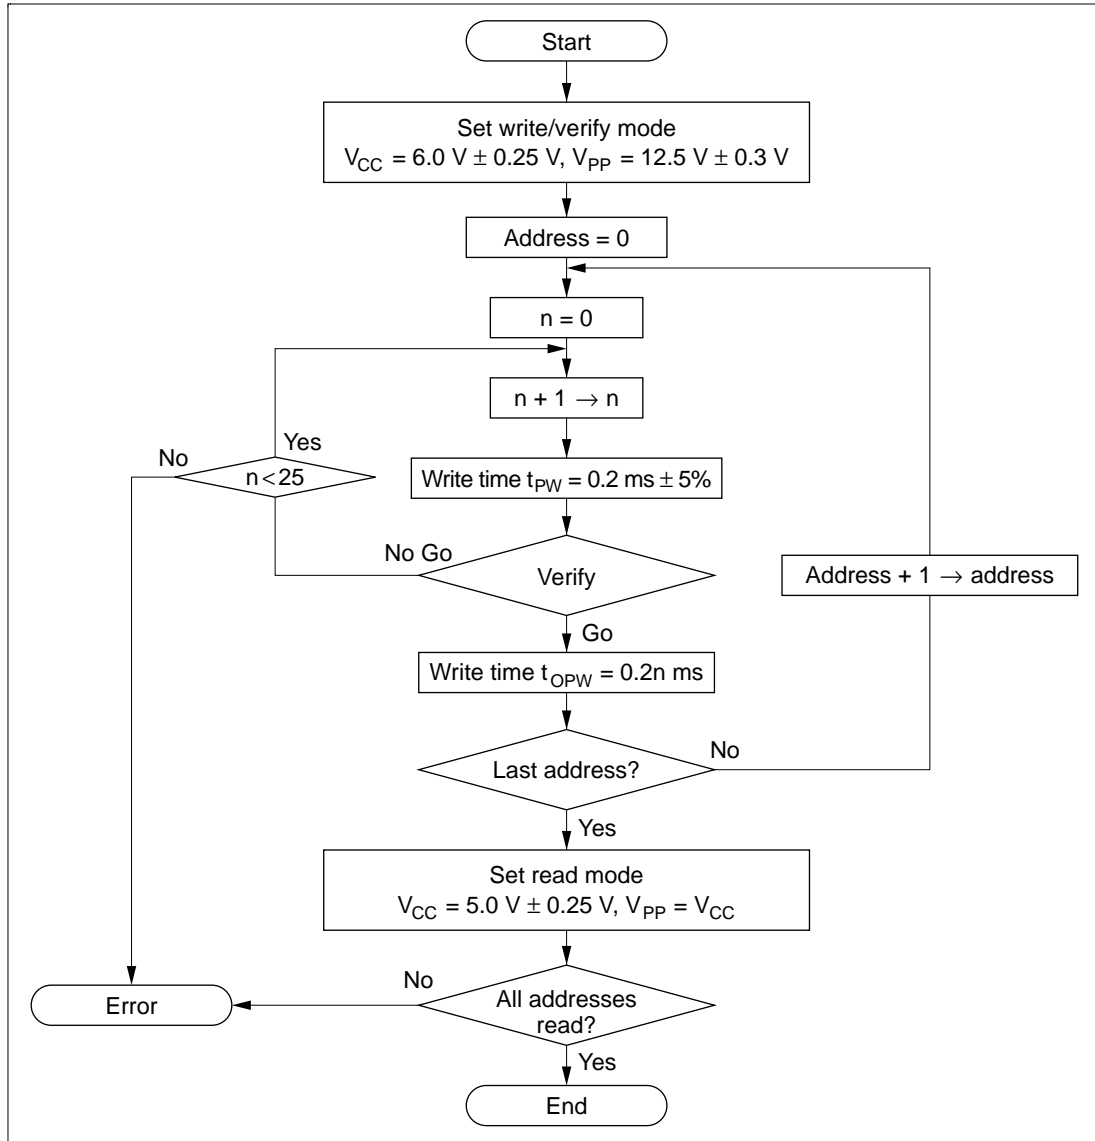 Start
Set write/verify mode
VCC = 6.0 V ± 0.25 V, VPP = 12.5 V ± 0.3 V
Address = 0
n = 0
n + 1 → n
Yes
No
n < 25
Write time tPW = 0.2 ms ± 5%
No Go
Verify
Address + 1 → address
Go
Write time tOPW = 0.2n ms
No
Last address?
Yes
Set read mode
VCC = 5.0 V ± 0.25 V, VPP = VCC
No
Error
All addresses
read?
Yes
End